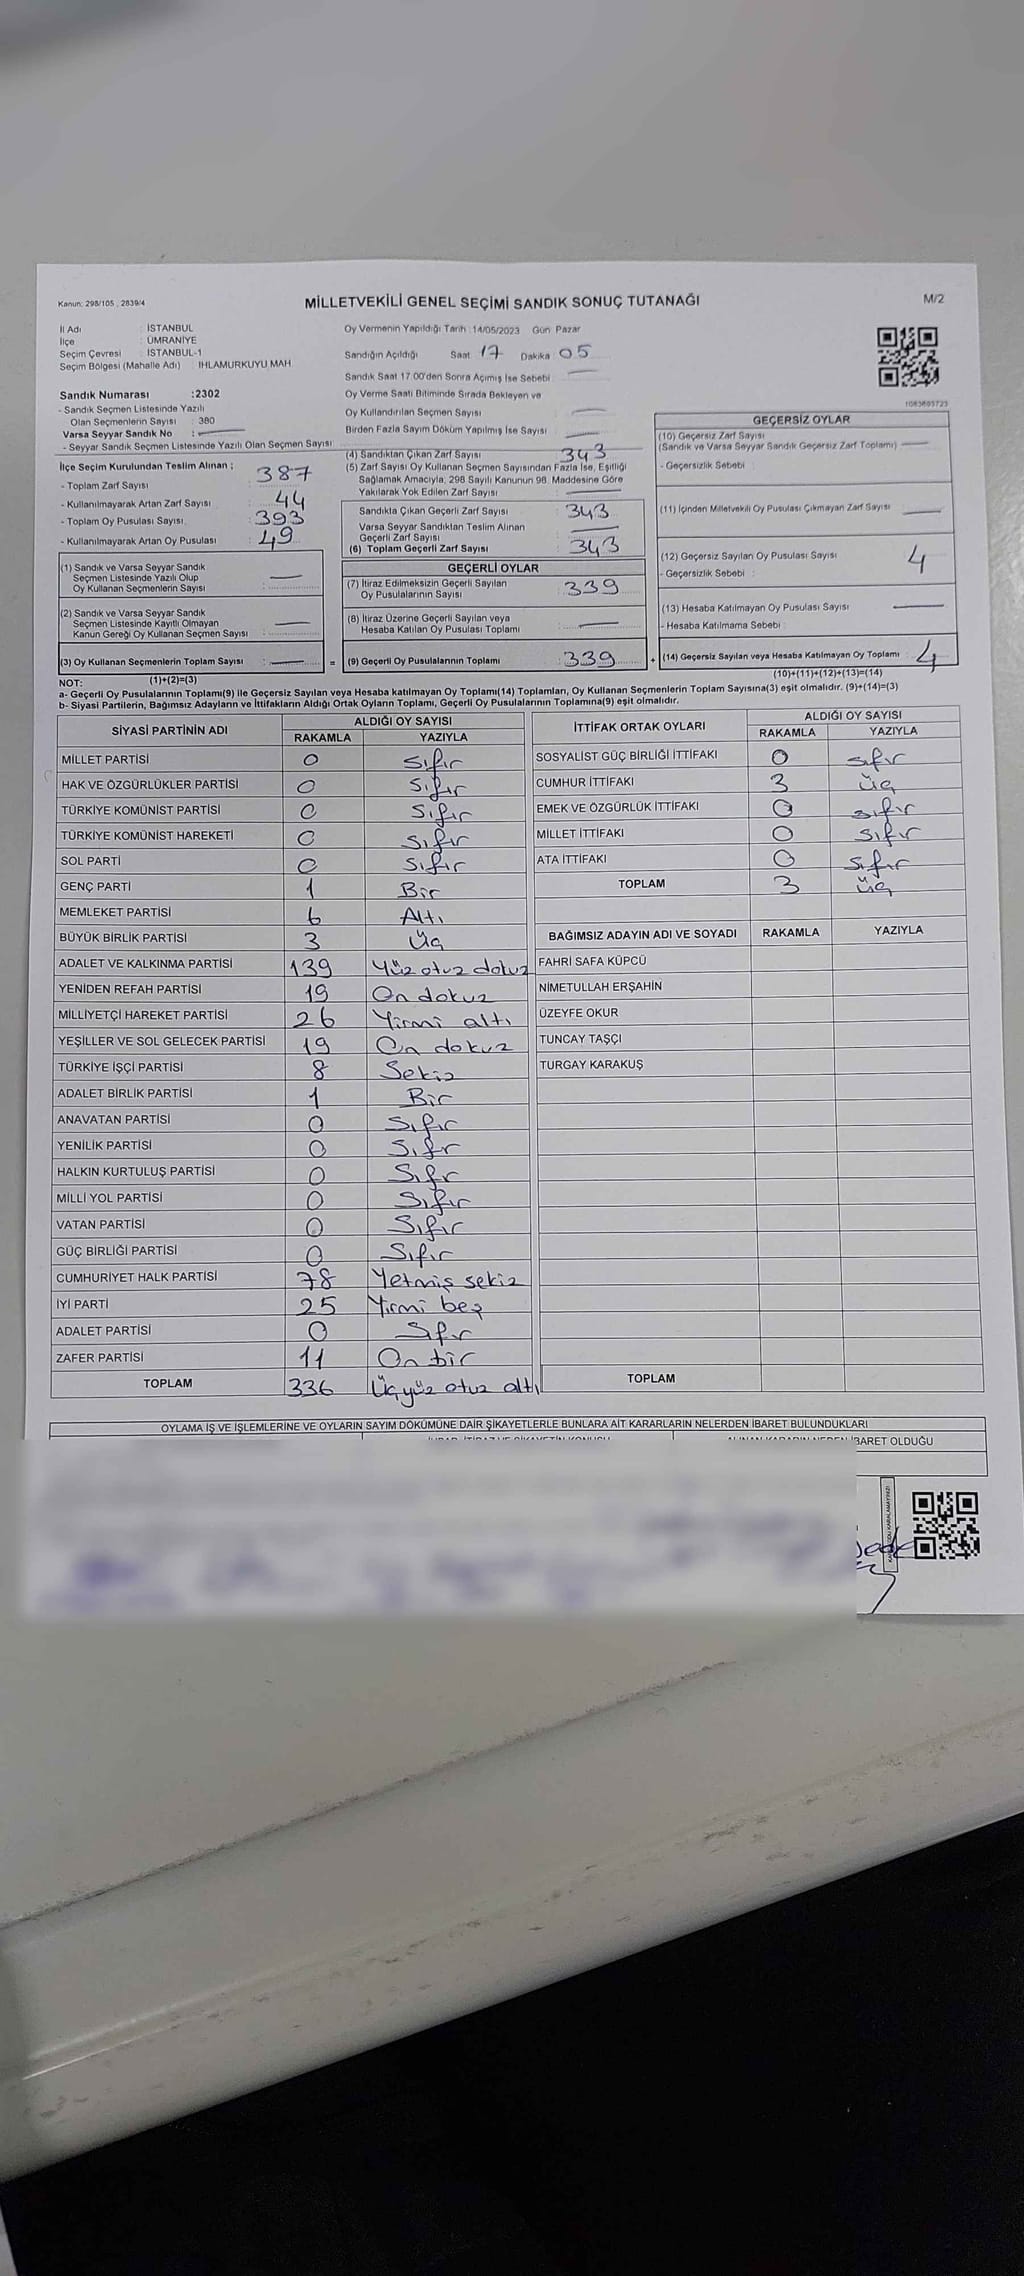 Kanun: 298/105 , 2839/4
MİLLETVEKİLİ GENEL SEÇİMİ SANDIK SONUÇ TUTANAĞI
M/2
İl Adı : İSTANBUL
İlçe : ÜMRANİYE
Seçim Çevresi : İSTANBUL-1
Seçim Bölgesi (Mahalle Adı) : IHLAMURKUYU MAH
Sandık Numarası :2302
- Sandık Seçmen Listesinde Yazılı
Olan Seçmenlerin Sayısı : 380
Varsa Seyyar Sandık No : —
- Seyyar Sandık Seçmen Listesinde Yazılı Olan Seçmen Sayısı
İlçe Seçim Kurulundan Teslim Alınan ;
- Toplam Zarf Sayısı : 387
- Kullanılmayarak Artan Zarf Sayısı : 44
- Toplam Oy Pusulası Sayısı : 393
- Kullanılmayarak Artan Oy Pusulası : 49
Oy Vermenin Yapıldığı Tarih :14/05/2023 Gün: Pazar
Sandığın Açıldığı Saat 17 Dakika 05
Sandık Saat 17:00'den Sonra Açımış İse Sebebi : —
Oy Verme Saati Bitiminde Sırada Bekleyen ve
Oy Kullandırılan Seçmen Sayısı —
Birden Fazla Sayım Döküm Yapılmış İse Sayısı —
(4) Sandıktan Çıkan Zarf Sayısı : 343
(5) Zarf Sayısı Oy Kullanan Seçmen Sayısından Fazla İse, Eşitliği
Sağlamak Amacıyla; 298 Sayılı Kanunun 98. Maddesine Göre
Yakılarak Yok Edilen Zarf Sayısı : —
Sandıkta Çıkan Geçerli Zarf Sayısı : 343
Varsa Seyyar Sandıktan Teslim Alınan
Geçerli Zarf Sayısı : —
(6) Toplam Geçerli Zarf Sayısı : 343
1083603723
GEÇERSİZ OYLAR
(10) Geçersiz Zarf Sayısı
(Sandık ve Varsa Seyyar Sandık Geçersiz Zarf Toplamı) —
- Geçersizlik Sebebi :
(11) İçinden Milletvekili Oy Pusulası Çıkmayan Zarf Sayısı —
(12) Geçersiz Sayılan Oy Pusulası Sayısı 4
- Geçersizlik Sebebi :
(13) Hesaba Katılmayan Oy Pusulası Sayısı —
- Hesaba Katılmama Sebebi :
(14) Geçersiz Sayılan veya Hesaba Katılmayan Oy Toplamı : 4
(10)+(11)+(12)+(13)=(14)
(1) Sandık ve Varsa Seyyar Sandık
Seçmen Listesinde Yazılı Olup
Oy Kullanan Seçmenlerin Sayısı : —
(2) Sandık ve Varsa Seyyar Sandık
Seçmen Listesinde Kayıtlı Olmayan
Kanun Gereği Oy Kullanan Seçmen Sayısı : —
(3) Oy Kullanan Seçmenlerin Toplam Sayısı : — =
GEÇERLİ OYLAR
(7) İtiraz Edilmeksizin Geçerli Sayılan
Oy Pusulalarının Sayısı : 339
(8) İtiraz Üzerine Geçerli Sayılan veya
Hesaba Katılan Oy Pusulası Toplamı : —
(9) Geçerli Oy Pusulalarının Toplamı : 339 +
NOT: (1)+(2)=(3)
a- Geçerli Oy Pusulalarının Toplamı(9) ile Geçersiz Sayılan veya Hesaba katılmayan Oy Toplamı(14) Toplamları, Oy Kullanan Seçmenlerin Toplam Sayısına(3) eşit olmalıdır. (9)+(14)=(3)
b- Siyasi Partilerin, Bağımsız Adayların ve İttifakların Aldığı Ortak Oyların Toplamı, Geçerli Oy Pusulalarının Toplamına(9) eşit olmalıdır.
SİYASİ PARTİNİN ADI ALDIĞI OY SAYISI
RAKAMLA YAZIYLA
MİLLET PARTİSİ 0 Sıfır
HAK VE ÖZGÜRLÜKLER PARTİSİ 0 Sıfır
TÜRKİYE KOMÜNİST PARTİSİ 0 Sıfır
TÜRKİYE KOMÜNİST HAREKETİ 0 Sıfır
SOL PARTİ 0 Sıfır
GENÇ PARTİ 1 Bir
MEMLEKET PARTİSİ 6 Altı
BÜYÜK BİRLİK PARTİSİ 3 Üç
ADALET VE KALKINMA PARTİSİ 139 Yüz otuz dokuz
YENİDEN REFAH PARTİSİ 19 On dokuz
MİLLİYETÇİ HAREKET PARTİSİ 26 Yirmi altı
YEŞİLLER VE SOL GELECEK PARTİSİ 19 On dokuz
TÜRKİYE İŞÇİ PARTİSİ 8 Sekiz
ADALET BİRLİK PARTİSİ 1 Bir
ANAVATAN PARTİSİ 0 Sıfır
YENİLİK PARTİSİ 0 Sıfır
HALKIN KURTULUŞ PARTİSİ 0 Sıfır
MİLLİ YOL PARTİSİ 0 Sıfır
VATAN PARTİSİ 0 Sıfır
GÜÇ BİRLİĞİ PARTİSİ 0 Sıfır
CUMHURİYET HALK PARTİSİ 78 Yetmiş sekiz
İYİ PARTİ 25 Yirmi beş
ADALET PARTİSİ 0 Sıfır
ZAFER PARTİSİ 11 On bir
TOPLAM 336 Üçyüz otuz altı
İTTİFAK ORTAK OYLARI ALDIĞI OY SAYISI
RAKAMLA YAZIYLA
SOSYALİST GÜÇ BİRLİĞİ İTTİFAKI 0 sıfır
CUMHUR İTTİFAKI 3 üç
EMEK VE ÖZGÜRLÜK İTTİFAKI 0 sıfır
MİLLET İTTİFAKI 0 sıfır
ATA İTTİFAKI 0 sıfır
TOPLAM 3 üç
BAĞIMSIZ ADAYIN ADI VE SOYADI RAKAMLA YAZIYLA
FAHRİ SAFA KÜPCÜ
NİMETULLAH ERŞAHİN
ÜZEYFE OKUR
TUNCAY TAŞÇI
TURGAY KARAKUŞ
TOPLAM
OYLAMA İŞ VE İŞLEMLERİNE VE OYLARIN SAYIM DÖKÜMÜNE DAİR ŞİKAYETLERLE BUNLARA AİT KARARLARIN NELERDEN İBARET BULUNDUKLARI
İBARET OLDUĞU